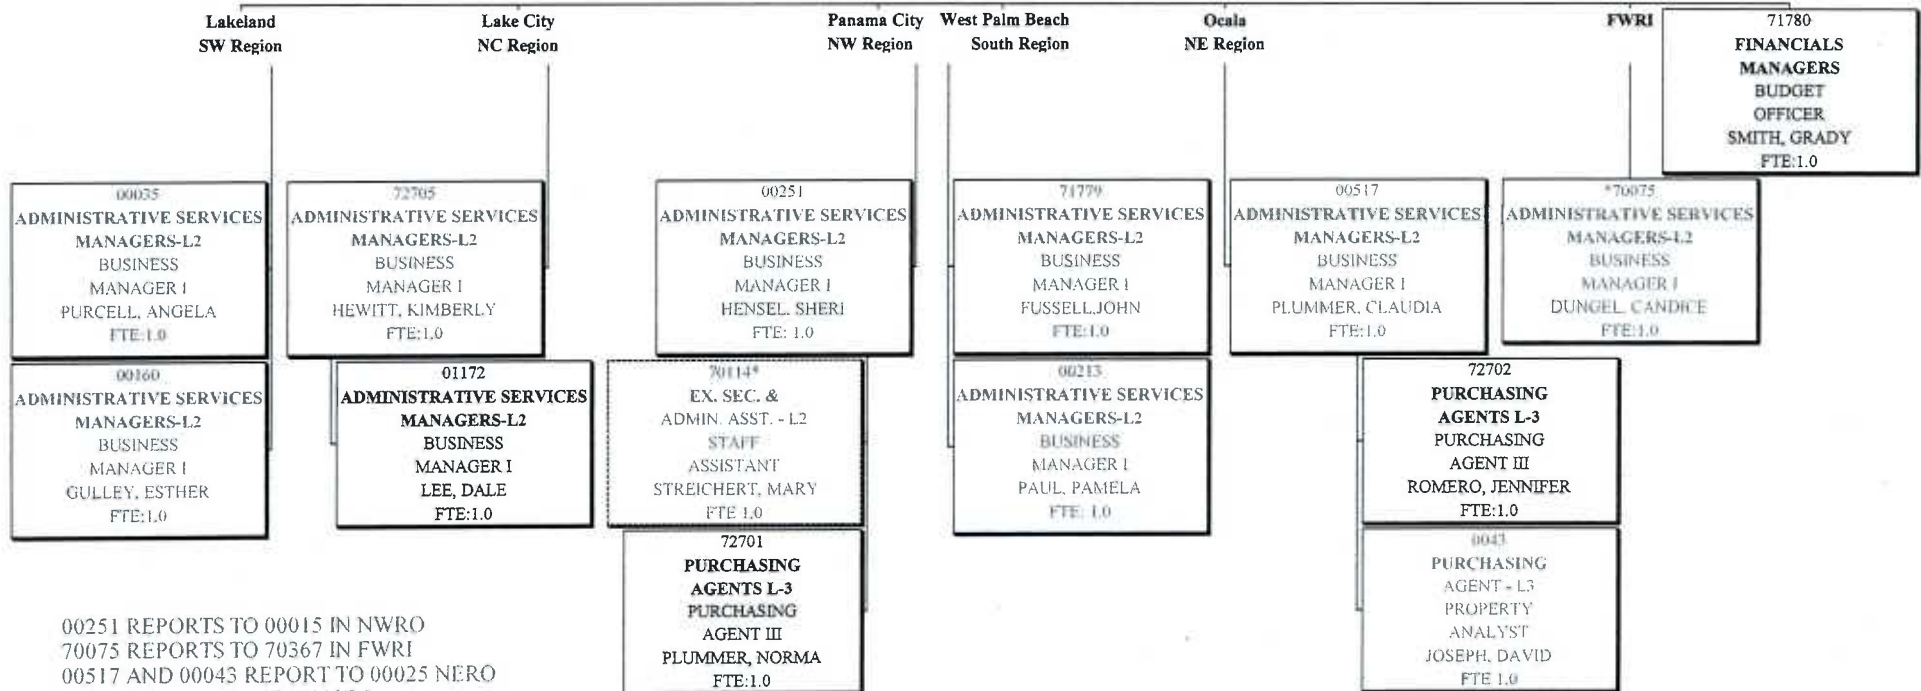 Lakeland
SW Region
Lake City
NC Region
Panama City
NW Region
West Palm Beach
South Region
Ocala
NE Region
FWRI
71780
FINANCIALS
MANAGERS
BUDGET
OFFICER
SMITH, GRADY
FTE:1.0
00035
ADMINISTRATIVE SERVICES
MANAGERS-L2
BUSINESS
MANAGER I
PURCELL, ANGELA
FTE:1.0
72705
ADMINISTRATIVE SERVICES
MANAGERS-L2
BUSINESS
MANAGER I
HEWITT, KIMBERLY
FTE:1.0
00251
ADMINISTRATIVE SERVICES
MANAGERS-L2
BUSINESS
MANAGER I
HENSEL, SHERI
FTE: 1.0
71779
ADMINISTRATIVE SERVICES
MANAGERS-L2
BUSINESS
MANAGER I
FUSSELL,JOHN
FTE:1.0
00517
ADMINISTRATIVE SERVICES
MANAGERS-L2
BUSINESS
MANAGER I
PLUMMER, CLAUDIA
FTE:1.0
*70075
ADMINISTRATIVE SERVICES
MANAGERS-L2
BUSINESS
MANAGER I
DUNGEL, CANDICE
FTE:1.0
00160
ADMINISTRATIVE SERVICES
MANAGERS-L2
BUSINESS
MANAGER I
GULLEY, ESTHER
FTE:1.0
01172
ADMINISTRATIVE SERVICES
MANAGERS-L2
BUSINESS
MANAGER I
LEE, DALE
FTE:1.0
70114*
EX. SEC. &
ADMIN. ASST. - L2
STAFF
ASSISTANT
STREICHERT, MARY
FTE 1.0
00213
ADMINISTRATIVE SERVICES
MANAGERS-L2
BUSINESS
MANAGER I
PAUL, PAMELA
FTE: 1.0
72702
PURCHASING
AGENTS L-3
PURCHASING
AGENT III
ROMERO, JENNIFER
FTE:1.0
72701
PURCHASING
AGENTS L-3
PURCHASING
AGENT III
PLUMMER, NORMA
FTE:1.0
0043
PURCHASING
AGENT - L3
PROPERTY
ANALYST
JOSEPH, DAVID
FTE 1.0
00251 REPORTS TO 00015 IN NWRO
70075 REPORTS TO 70367 IN FWRI
00517 AND 00043 REPORT TO 00025 NERO